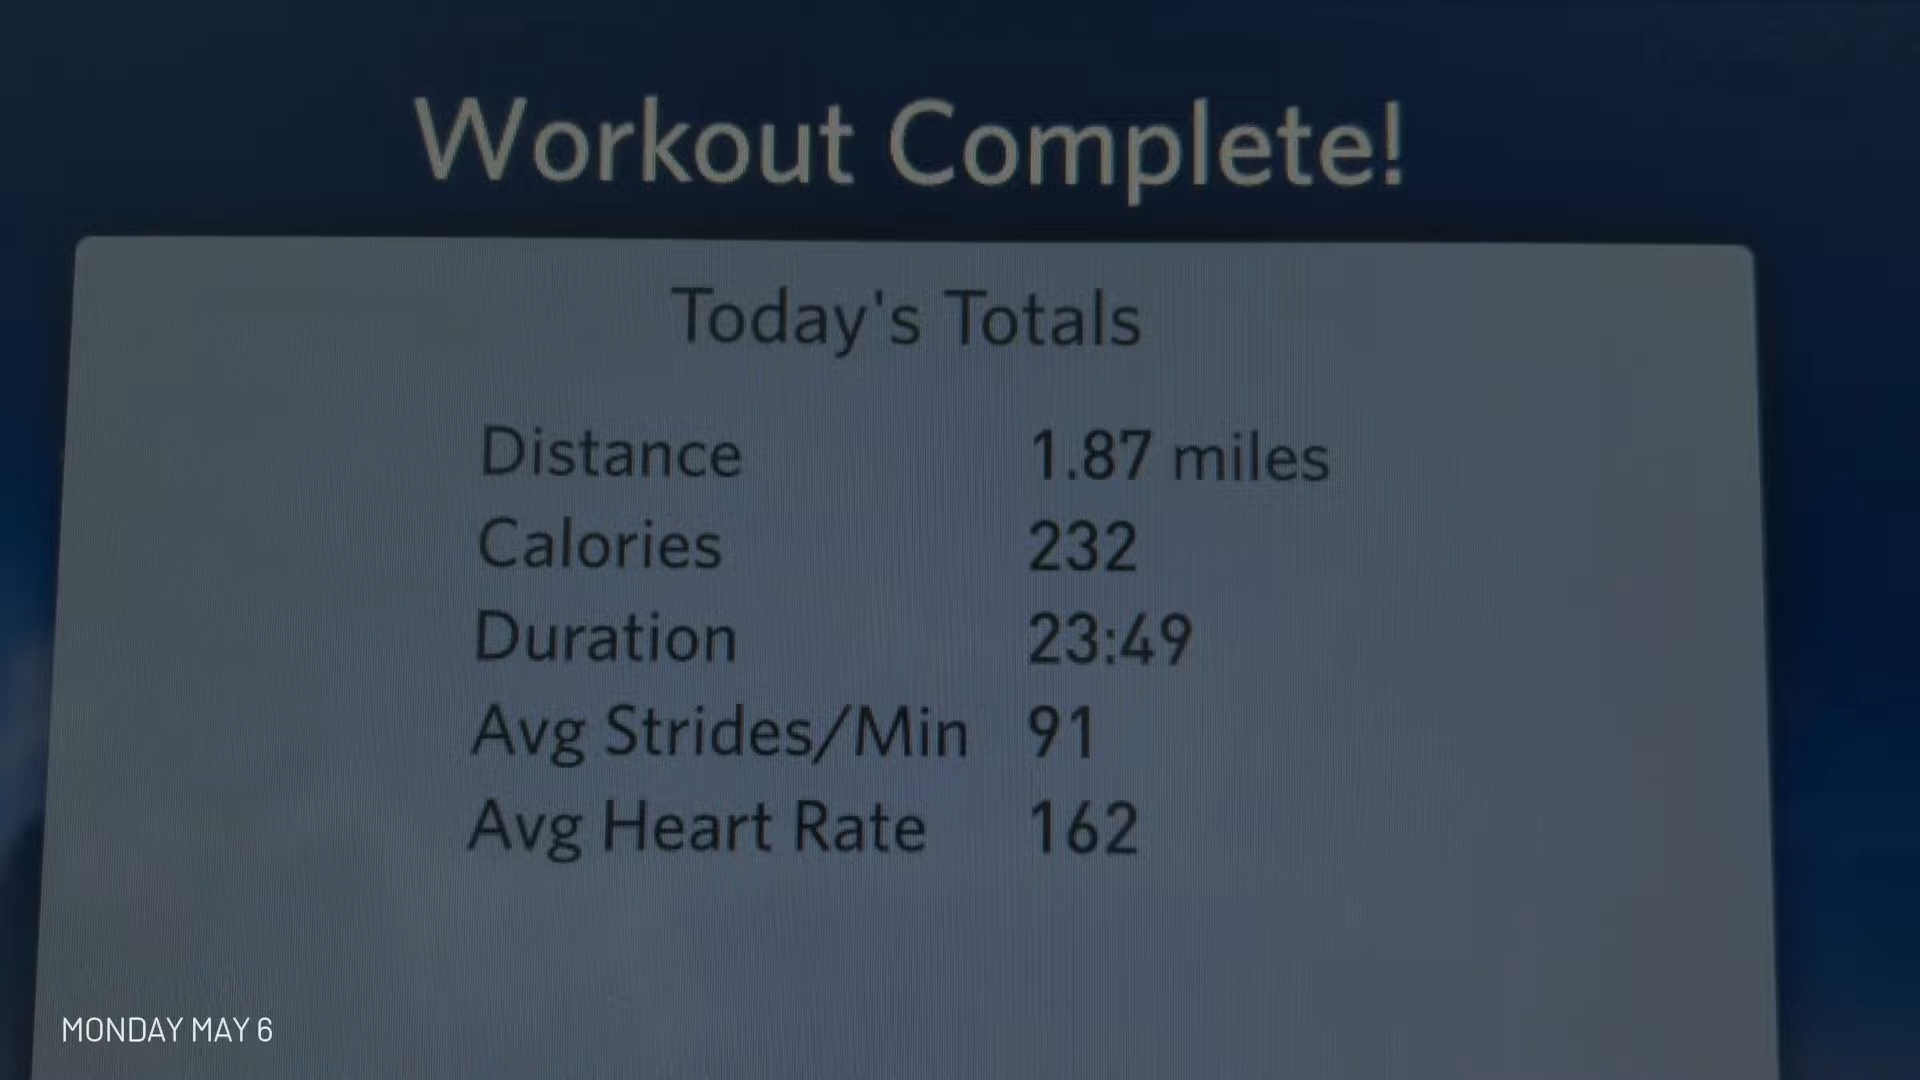 Workout Complete!
Today's Totals
Distance 1.87 miles
Calories 232
Duration 23:49
Avg Strides/Min 91
Avg Heart Rate 162
MONDAY MAY 6